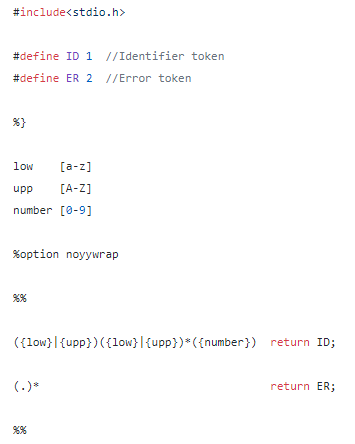 #include<stdio.h>
#define ID 1  //Identifier token
#define ER 2  //Error token
%}
low    [a-z]
upp    [A-Z]
number [0-9]
%option noyywrap
%%
({low}|{upp})({low}|{upp})*({number})  return ID;
(.)*                                   return ER;
%%